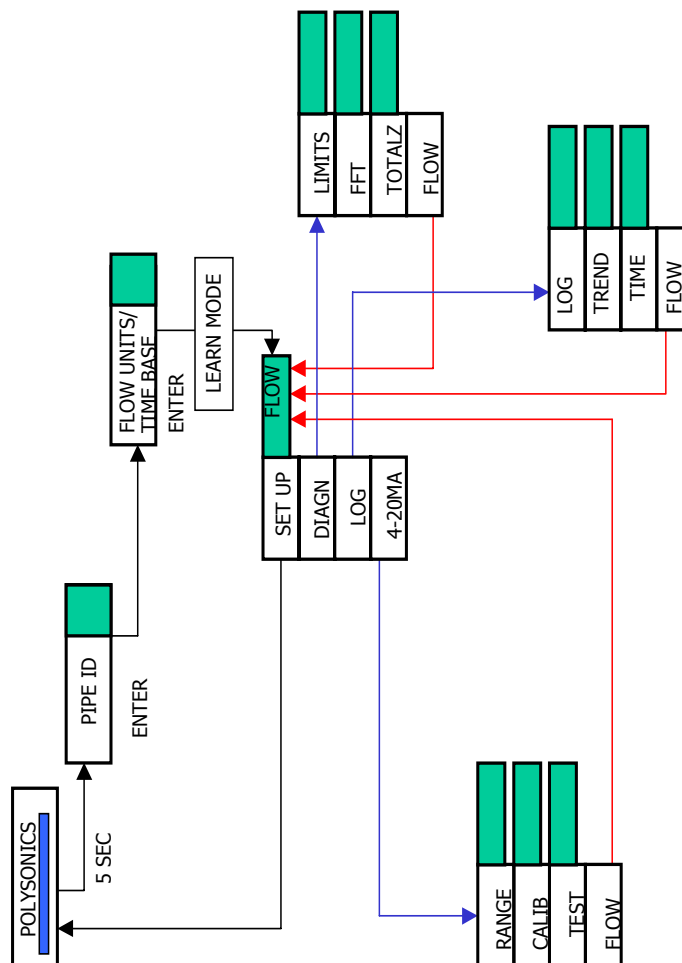 POLYSONICS
5 SEC
PIPE ID
ENTER
FLOW UNITS/
TIME BASE
ENTER
LEARN MODE
FLOW
SET UP
DIAGN
LOG
4-20MA
LIMITS
FFT
TOTALZ
FLOW
LOG
TREND
TIME
FLOW
RANGE
CALIB
TEST
FLOW